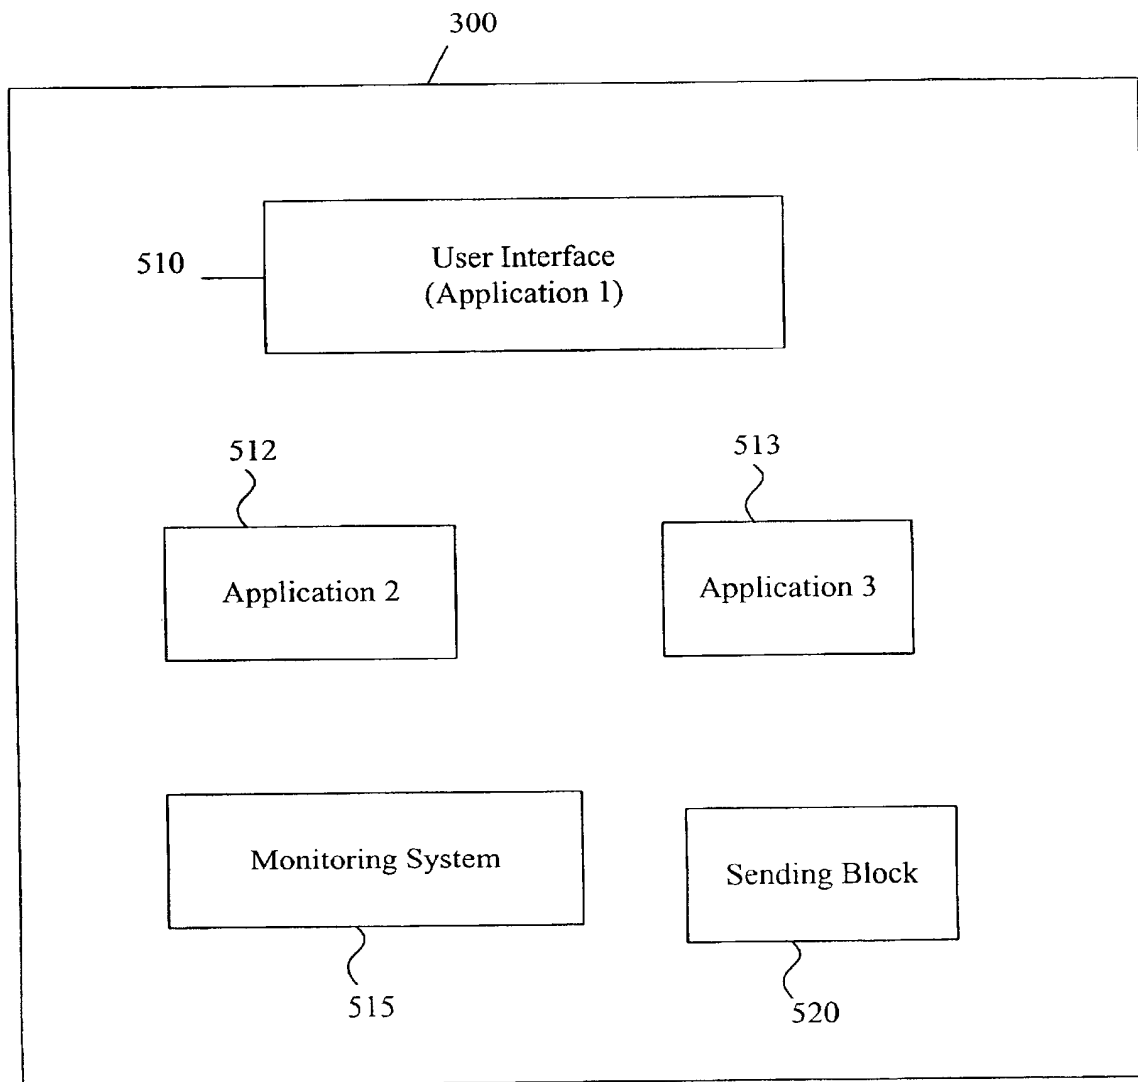 300
510
User Interface
(Application 1)
512
513
Application 2
Application 3
Monitoring System
Sending Block
515
520